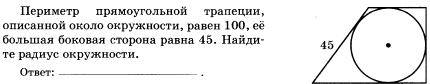 Периметр прямоугольной трапеции,
описанной около окружности, равен 100, её
большая боковая сторона равна 45. Найди-
те радиус окружности.
Ответ: ______________ .
45